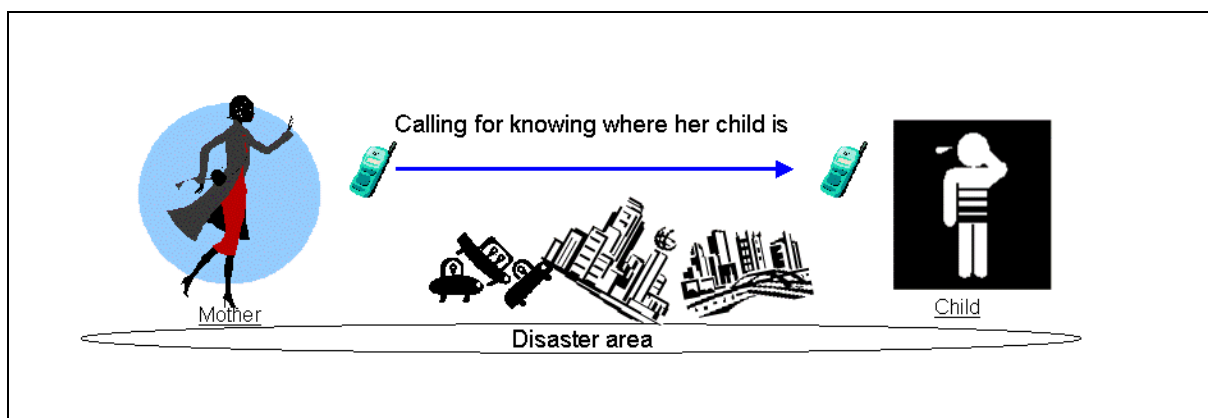 Calling for knowing where her child is
Mother
Child
Disaster area